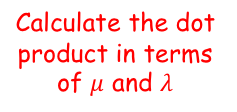 Calculate the dot
product in terms
of 𝜇 and 𝜆